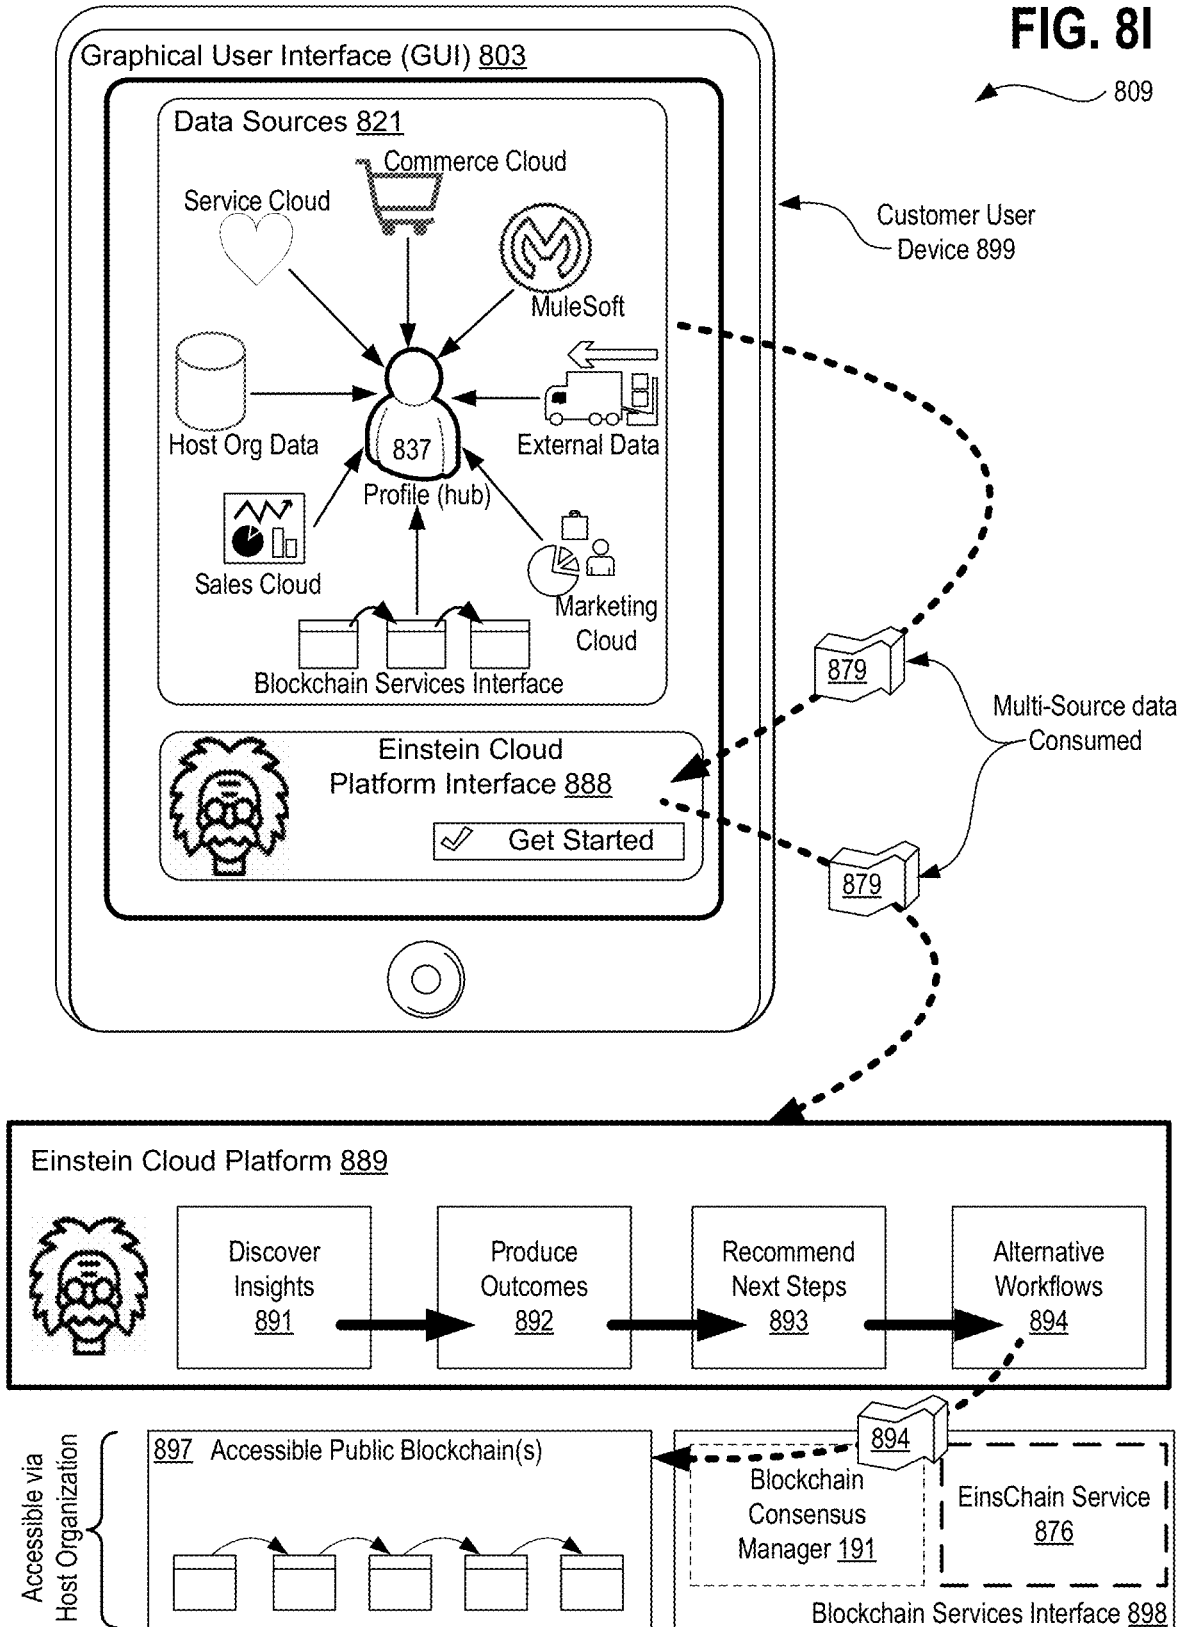 FIG. 8I
Graphical User Interface (GUI) 803
809
Data Sources 821
Commerce Cloud
Service Cloud
Customer User
Device 899
MuleSoft
Host Org Data
837
External Data
Profile (hub)
Sales Cloud
Marketing
Cloud
Blockchain Services Interface
879
Multi-Source data
Consumed
Einstein Cloud
Platform Interface 888
Get Started
879
Einstein Cloud Platform 889
Discover
Insights
891
Produce
Outcomes
892
Recommend
Next Steps
893
Alternative
Workflows
894
Accessible via
Host Organization
897 Accessible Public Blockchain(s)
894
Blockchain
Consensus
Manager 191
EinsChain Service
876
Blockchain Services Interface 898